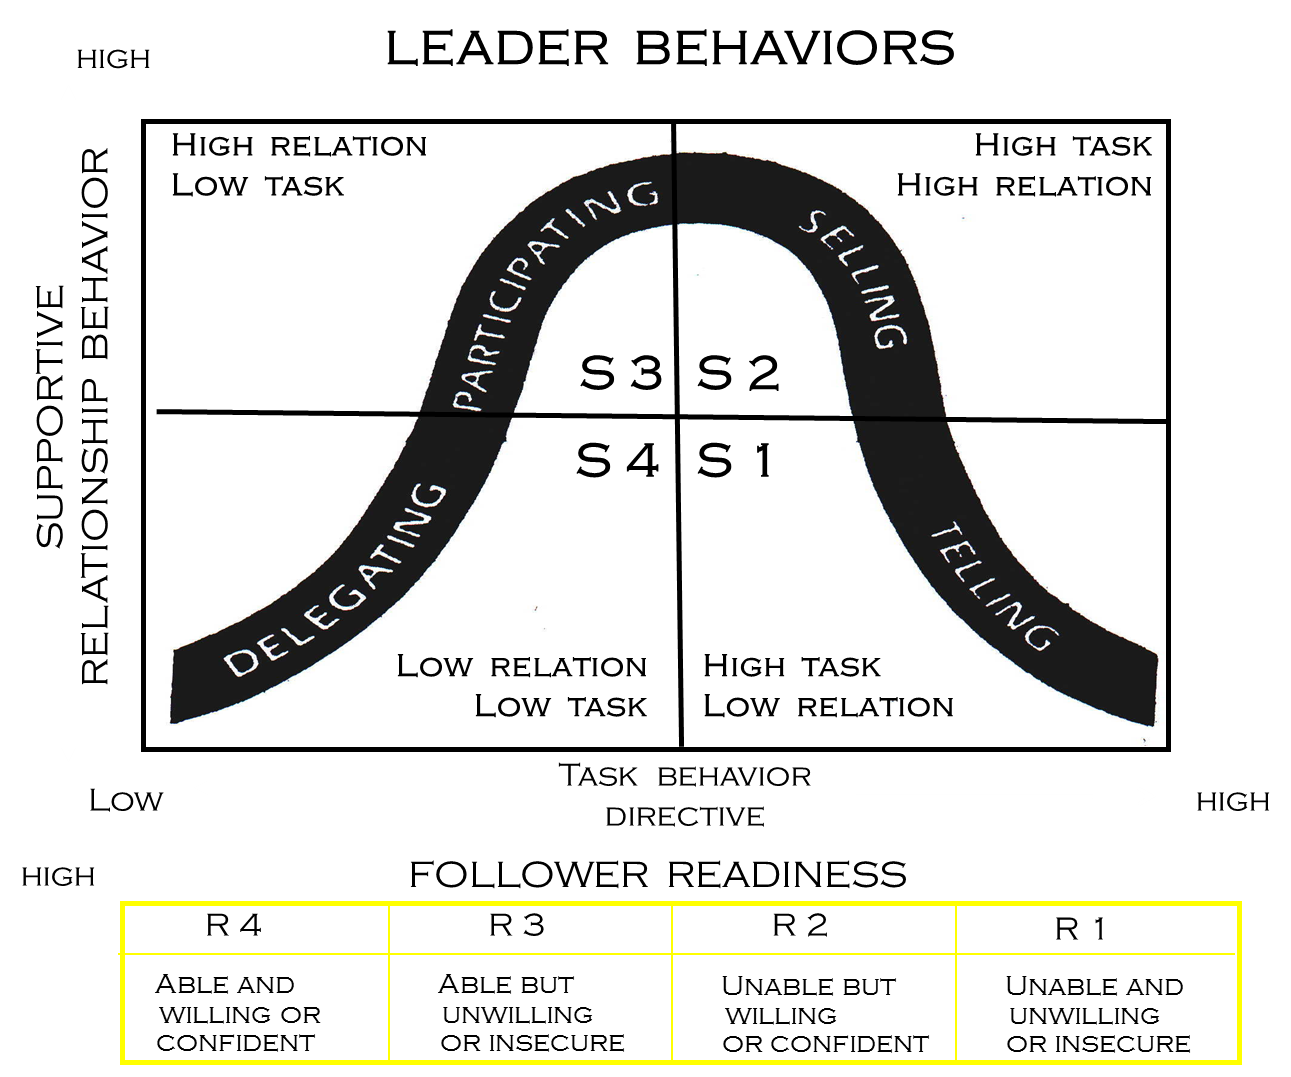 LEADER BEHAVIORS
HIGH
HIGH RELATION
LOW TASK
HIGH TASK
HIGH RELATION
SUPPORTIVE
RELATIONSHIP BEHAVIOR
PARTICIPATING
SELLING
S 3
S 2
S 4
S 1
DELEGATING
TELLING
LOW RELATION
LOW TASK
HIGH TASK
LOW RELATION
TASK BEHAVIOR
DIRECTIVE
LOW
HIGH
HIGH
FOLLOWER READINESS
R 4
R 3
R 2
R 1
ABLE AND
WILLING OR
CONFIDENT
ABLE BUT
UNWILLING
OR INSECURE
UNABLE BUT
WILLING
OR CONFIDENT
UNABLE AND
UNWILLING
OR INSECURE